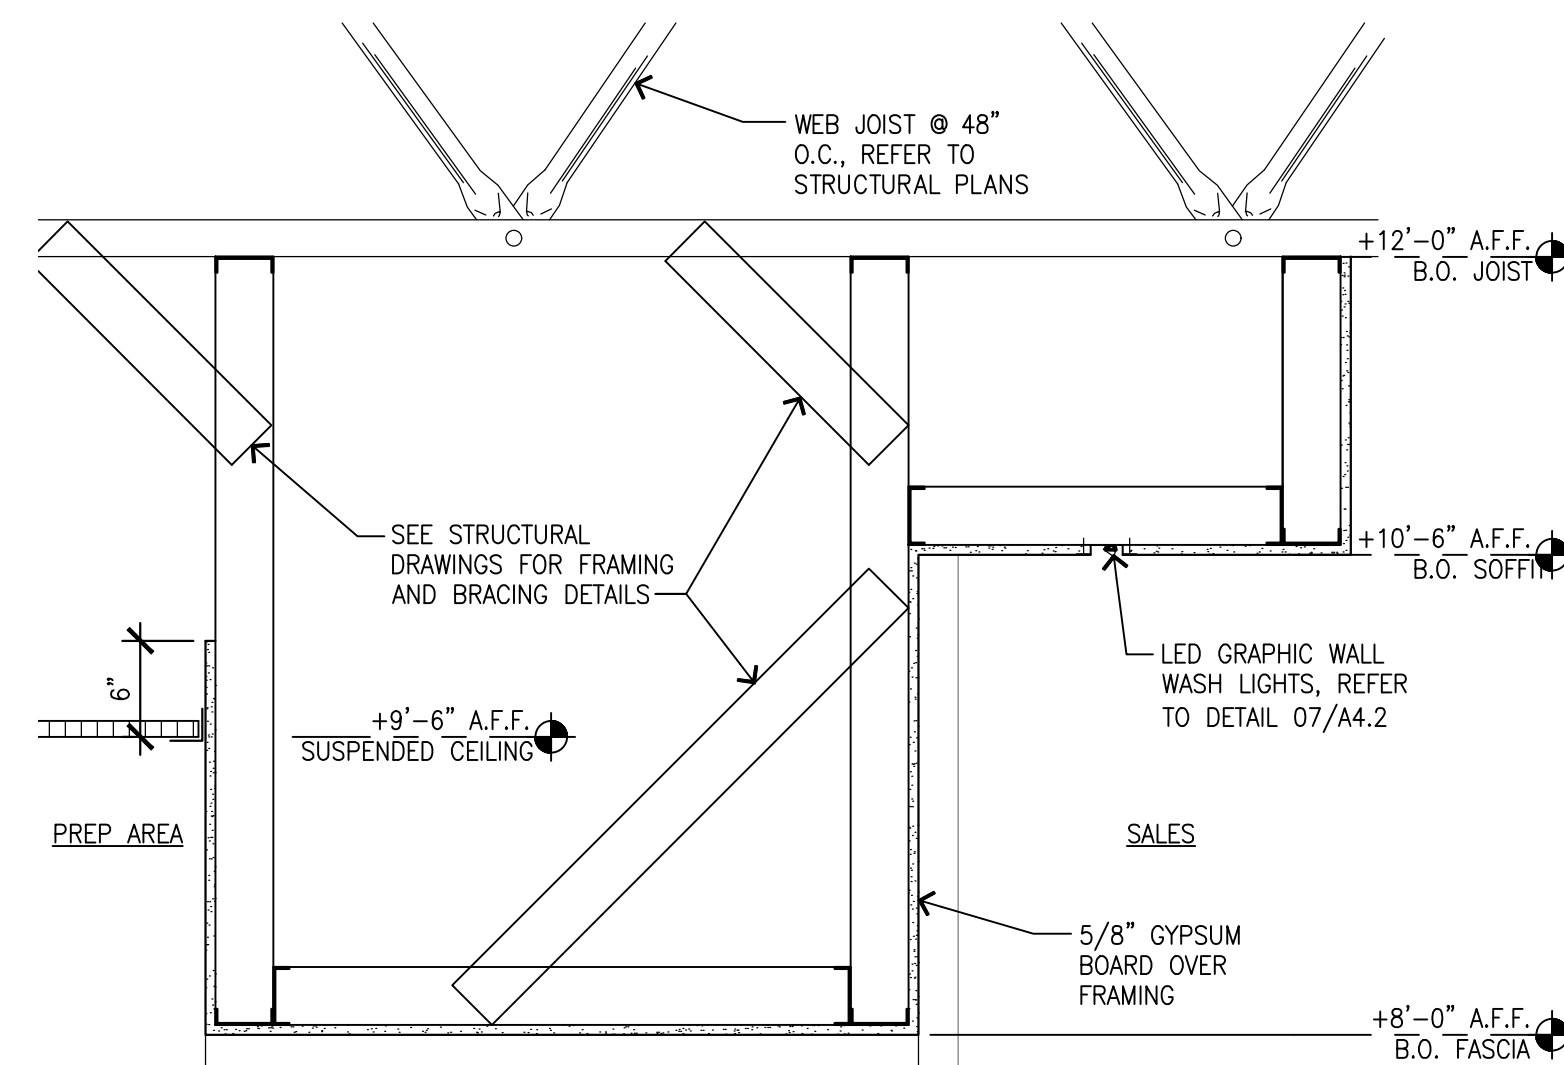 WEB JOIST @ 48"
O.C., REFER TO
STRUCTURAL PLANS
+12'-0" A.F.F.
B.O. JOIST
SEE STRUCTURAL
DRAWINGS FOR FRAMING
AND BRACING DETAILS
+10'-6" A.F.F.
B.O. SOFFIT
6"
LED GRAPHIC WALL
WASH LIGHTS, REFER
TO DETAIL 07/A4.2
+9'-6" A.F.F.
SUSPENDED CEILING
PREP AREA
SALES
5/8" GYPSUM
BOARD OVER
FRAMING
+8'-0" A.F.F.
B.O. FASCIA